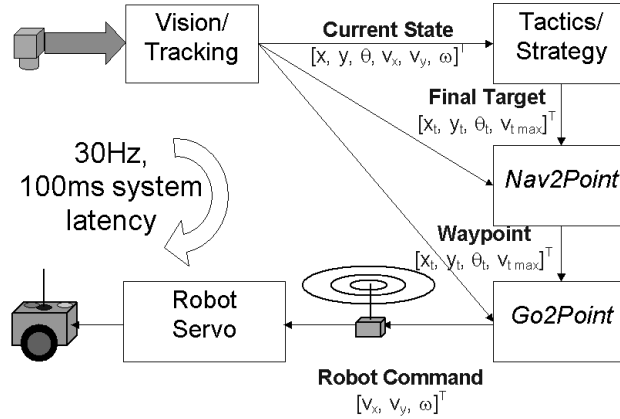 Vision/
Tracking
Current State
[x, y, θ, vx, vy, ω]T
Tactics/
Strategy
Final Target
[xt, yt, θt, vt max]T
30Hz,
100ms system
latency
Nav2Point
Waypoint
[xt, yt, θt, vt max]T
Robot
Servo
Go2Point
Robot Command
[vx, vy, ω]T